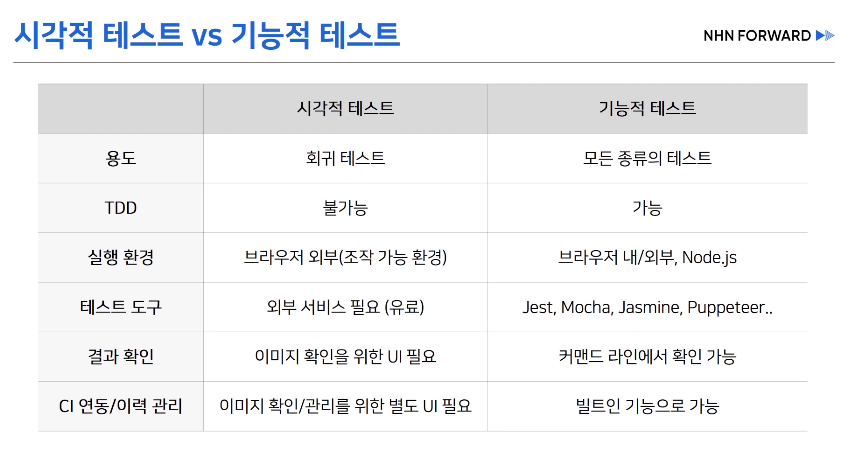 시각적 테스트 vs 기능적 테스트
NHN FORWARD
시각적 테스트 기능적 테스트
용도 회귀 테스트 모든 종류의 테스트
TDD 불가능 가능
실행 환경 브라우저 외부(조작 가능 환경) 브라우저 내/외부, Node.js
테스트 도구 외부 서비스 필요 (유료) Jest, Mocha, Jasmine, Puppeteer..
결과 확인 이미지 확인을 위한 UI 필요 커맨드 라인에서 확인 가능
CI 연동/이력 관리 이미지 확인/관리를 위한 별도 UI 필요 빌트인 기능으로 가능